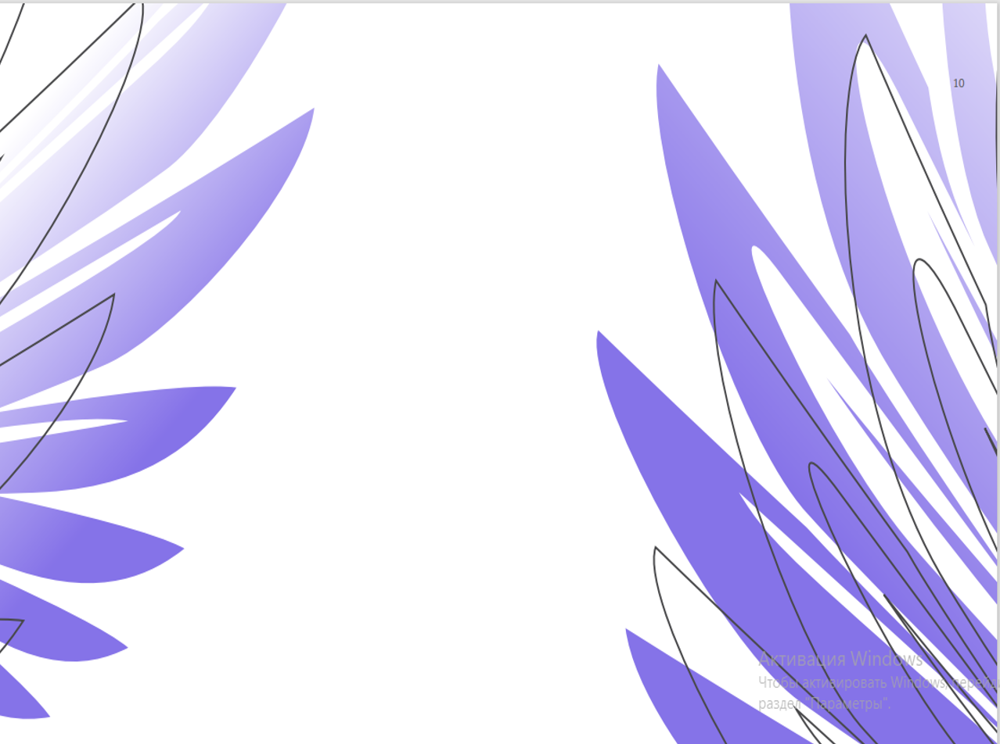 10
Активация Windows
Чтобы активировать Windows, перейд
раздел "Параметры".